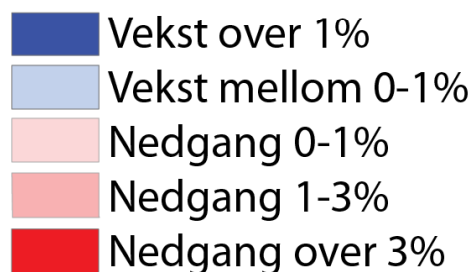 Vekst over 1%
Vekst mellom 0-1%
Nedgang 0-1%
Nedgang 1-3%
Nedgang over 3%